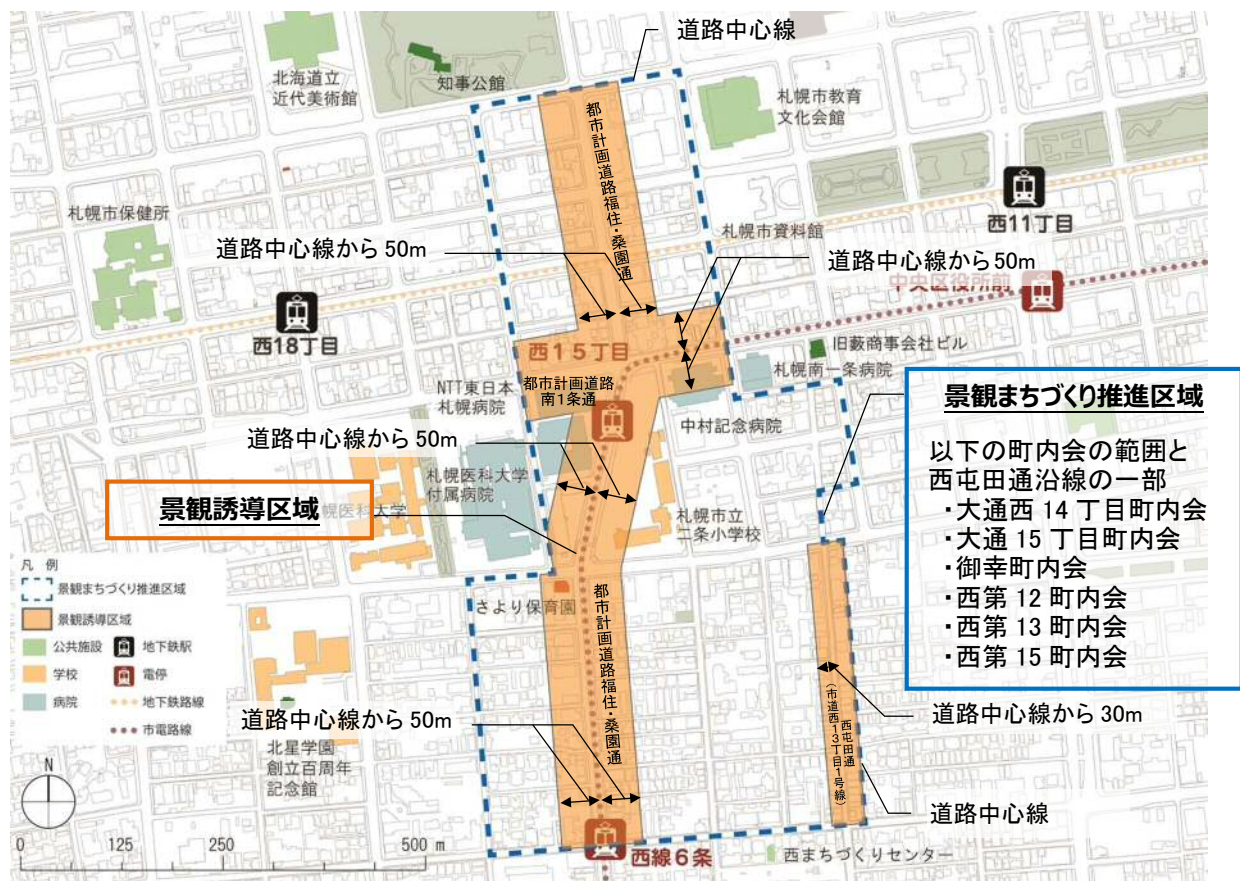 道路中心線
北海道立
近代美術館
知事公館
札幌市教育
文化会館
都市計画道路福住・桑園通
西11丁目
札幌市保健所
札幌市資料館
道路中心線から 50m
道路中心線から 50m
中央区役所前
西18丁目
西15丁目
旧藪商事会社ビル
札幌南一条病院
都市計画道路
南1条通
NTT東日本
札幌病院
中村記念病院
道路中心線から 50m
札幌医科大学
付属病院
景観誘導区域
幌医科大学
札幌市立
二条小学校
景観まちづくり推進区域
以下の町内会の範囲と
西屯田通沿線の一部
・大通西 14 丁目町内会
・大通 15 丁目町内会
・御幸町内会
・西第 12 町内会
・西第 13 町内会
・西第 15 町内会
凡 例
景観まちづくり推進区域
景観誘導区域
公共施設
地下鉄駅
学校
電停
病院
地下鉄路線
市電路線
さより保育園
都市計画道路福住・桑園通
道路中心線から 50m
西屯田通
（市道西13丁目1号線）
道路中心線から 30m
道路中心線
北星学園
創立百周年
記念館
N
0 125 250 500 m
西線6条
西まちづくりセンター